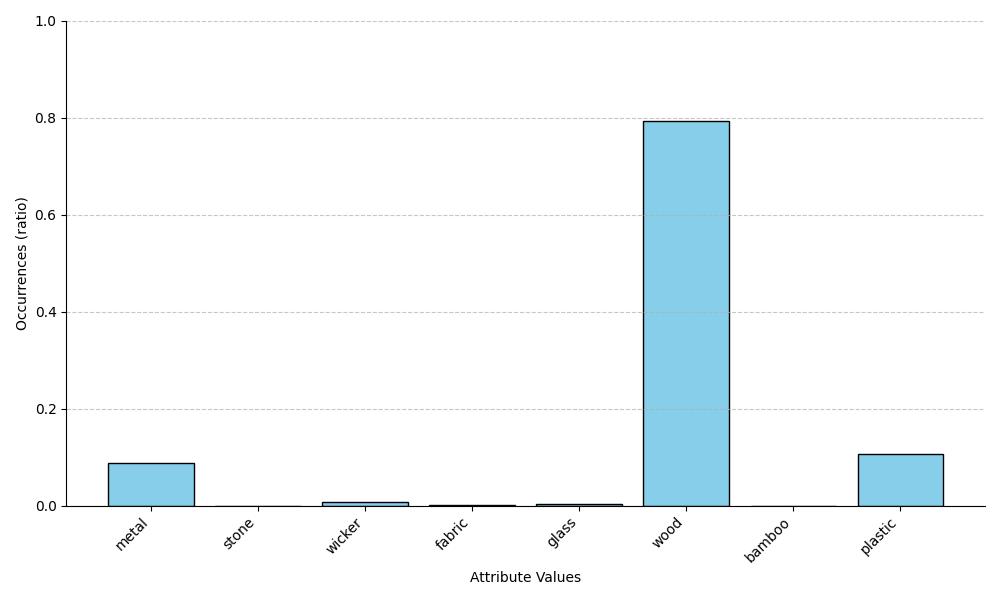 1.0
0.8
0.6
0.4
0.2
0.0
Occurrences (ratio)
metal
stone
wicker
fabric
glass
wood
bamboo
plastic
Attribute Values